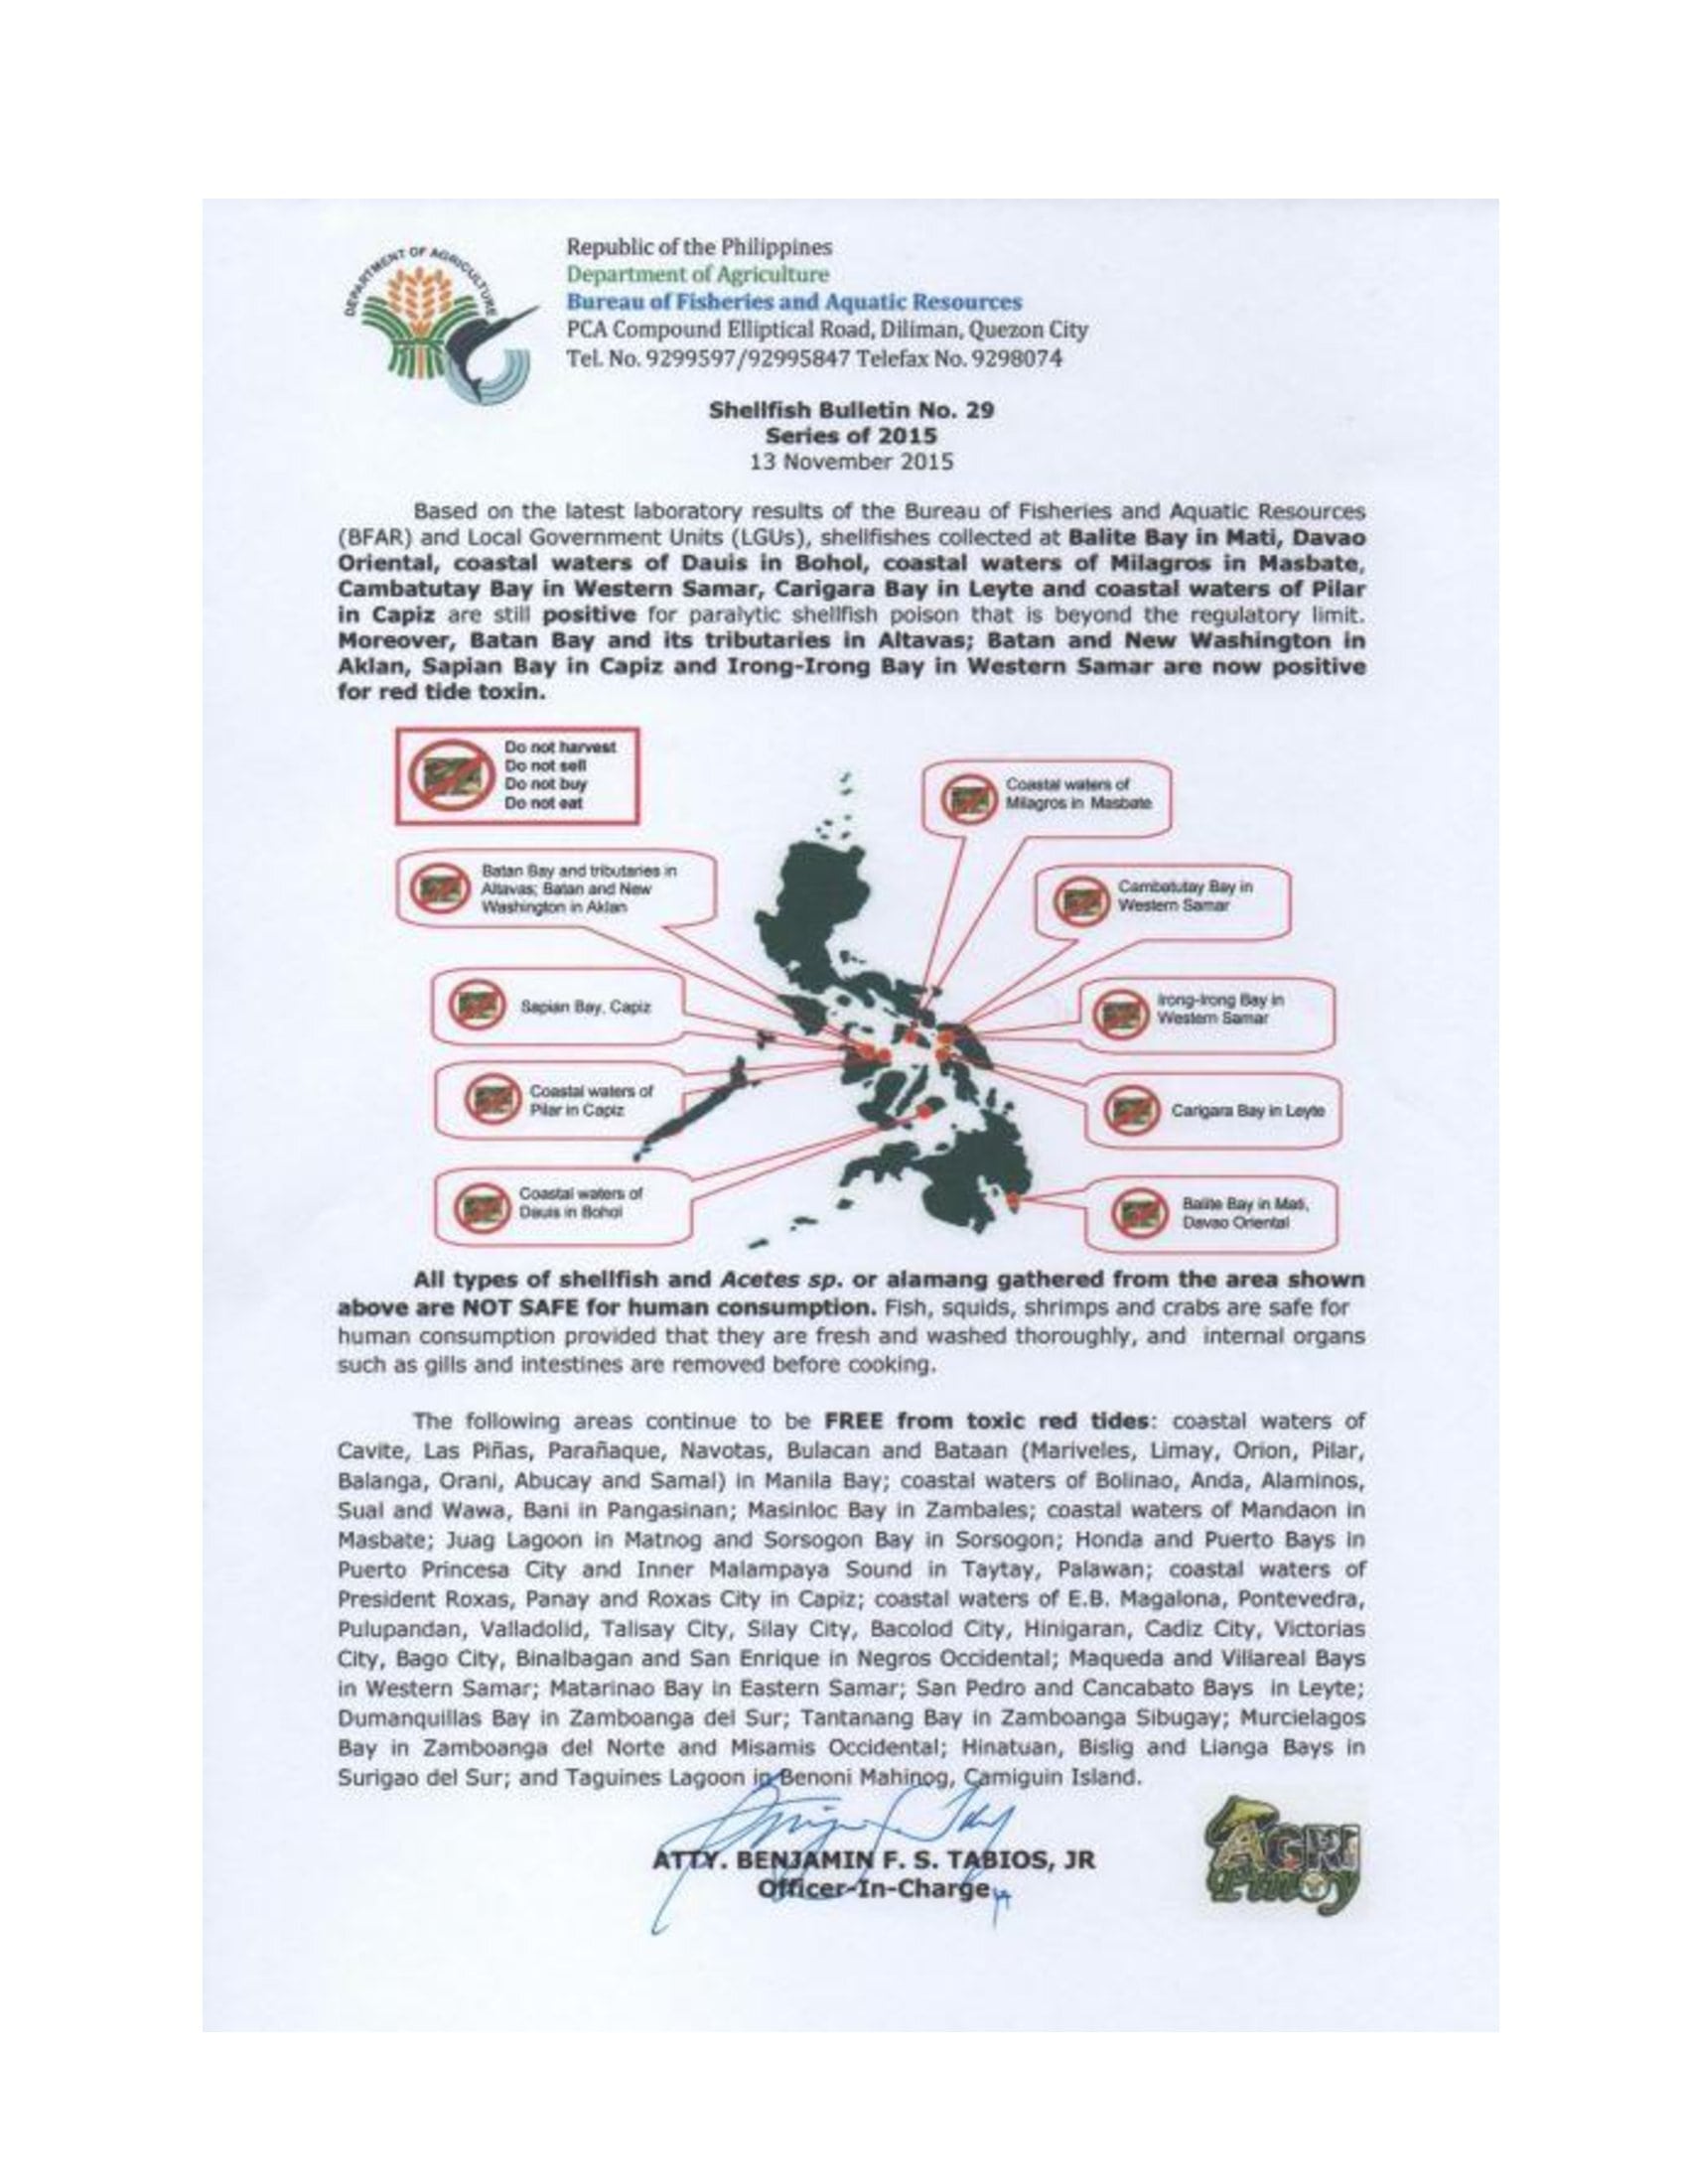 DEPARTMENT OF AGRICULTURE
Republic of the Philippines
Department of Agriculture
Bureau of Fisheries and Aquatic Resources
PCA Compound Elliptical Road, Diliman, Quezon City
Tel. No. 9299597/92995847 Telefax No. 9298074
Shellfish Bulletin No. 29
Series of 2015
13 November 2015
Based on the latest laboratory results of the Bureau of Fisheries and Aquatic Resources
(BFAR) and Local Government Units (LGUs), shellfishes collected at Balite Bay in Mati, Davao
Oriental, coastal waters of Dauis in Bohol, coastal waters of Milagros in Masbate,
Cambatutay Bay in Western Samar, Carigara Bay in Leyte and coastal waters of Pilar
in Capiz are still positive for paralytic shellfish poison that is beyond the regulatory limit.
Moreover, Batan Bay and its tributaries in Altavas; Batan and New Washington in
Aklan, Sapian Bay in Capiz and Irong-Irong Bay in Western Samar are now positive
for red tide toxin.
Do not harvest
Do not sell
Do not buy
Do not eat
Coastal waters of
Milagros in Masbate
Batan Bay and tributaries in
Altavas; Batan and New
Washington in Aklan
Cambatutay Bay in
Western Samar
Sapian Bay, Capiz
Irong-Irong Bay in
Western Samar
Coastal waters of
Pilar in Capiz
Carigara Bay in Leyte
Coastal waters of
Dauis in Bohol
Balite Bay in Mati,
Davao Oriental
All types of shellfish and Acetes sp. or alamang gathered from the area shown
above are NOT SAFE for human consumption. Fish, squids, shrimps and crabs are safe for
human consumption provided that they are fresh and washed thoroughly, and internal organs
such as gills and intestines are removed before cooking.
The following areas continue to be FREE from toxic red tides: coastal waters of
Cavite, Las Piñas, Parañaque, Navotas, Bulacan and Bataan (Mariveles, Limay, Orion, Pilar,
Balanga, Orani, Abucay and Samal) in Manila Bay; coastal waters of Bolinao, Anda, Alaminos,
Sual and Wawa, Bani in Pangasinan; Masinloc Bay in Zambales; coastal waters of Mandaon in
Masbate; Juag Lagoon in Matnog and Sorsogon Bay in Sorsogon; Honda and Puerto Bays in
Puerto Princesa City and Inner Malampaya Sound in Taytay, Palawan; coastal waters of
President Roxas, Panay and Roxas City in Capiz; coastal waters of E.B. Magalona, Pontevedra,
Pulupandan, Valladolid, Talisay City, Silay City, Bacolod City, Hinigaran, Cadiz City, Victorias
City, Bago City, Binalbagan and San Enrique in Negros Occidental; Maqueda and Villareal Bays
in Western Samar; Matarinao Bay in Eastern Samar; San Pedro and Cancabato Bays in Leyte;
Dumanquillas Bay in Zamboanga del Sur; Tantanang Bay in Zamboanga Sibugay; Murcielagos
Bay in Zamboanga del Norte and Misamis Occidental; Hinatuan, Bislig and Lianga Bays in
Surigao del Sur; and Taguines Lagoon in Benoni Mahinog, Camiguin Island.
ATTY. BENJAMIN F. S. TABIOS, JR
Officer-In-Charge
AGRI
Pinoy